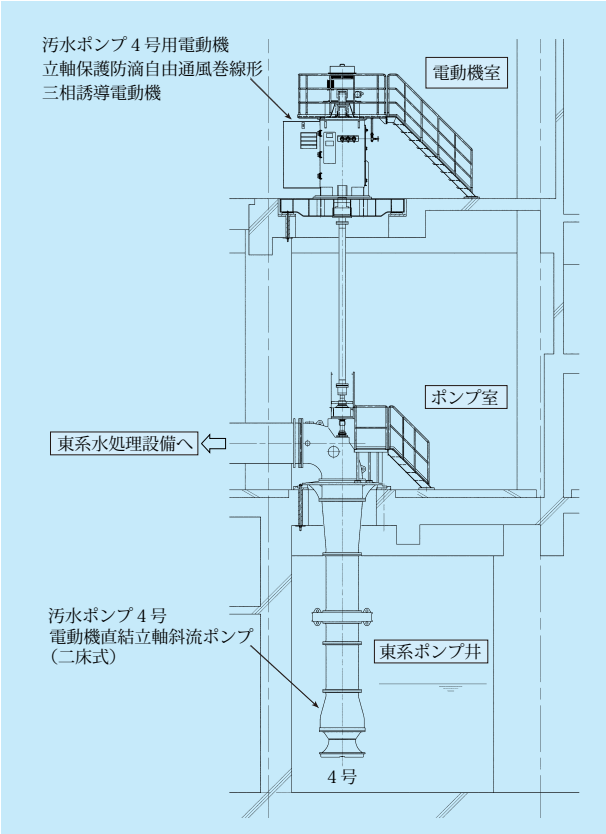 汚水ポンプ４号用電動機
立軸保護防滴自由通風巻線形
三相誘導電動機
電動機室
ポンプ室
東系水処理設備へ
汚水ポンプ４号
電動機直結立軸斜流ポンプ
（二床式）
東系ポンプ井
４号